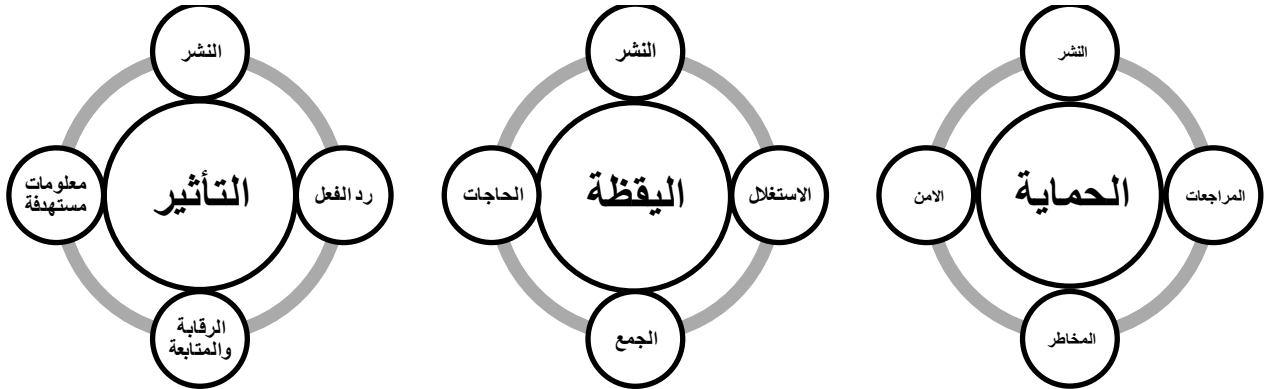 النشر
المراجعات
الحماية
الامن
المخاطر
النشر
الاستغلال
اليقظة
الحاجات
الجمع
النشر
رد الفعل
التأثير
معلومات
مستهدفة
الرقابة
والمتابعة